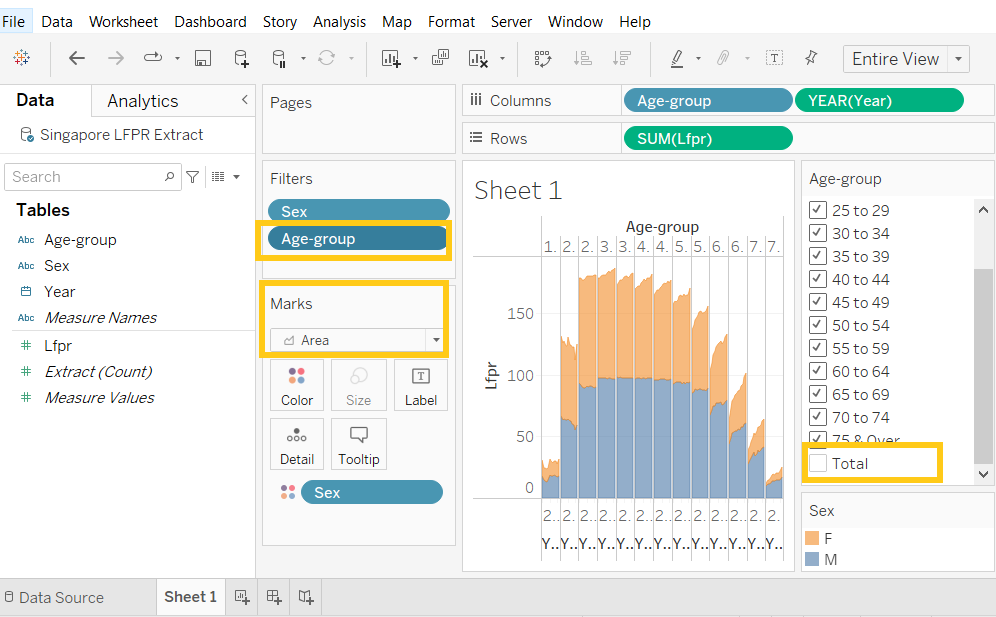 File Data Worksheet Dashboard Story Analysis Map Format Server Window Help
Entire View
Data Analytics
Singapore LFPR Extract
Search
Tables
Abc Age-group
Abc Sex
Year
Abc Measure Names
# Lfpr
# Extract (Count)
# Measure Values
Pages
Filters
Sex
Age-group
Marks
Area
Color Size Label
Detail Tooltip
Sex
Columns Age-group YEAR(Year)
Rows SUM(Lfpr)
Sheet 1
Age-group
1. 2. 2. 3. 3. 4. 4. 5. 5. 6. 6. 7. 7.
Lfpr
150
100
50
0
2.. 2.. 2.. 2.. 2.. 2.. 2.. 2.. 2.. 2.. 2.. 2.. 2..
Y.. Y.. Y.. Y.. Y.. Y.. Y.. Y.. Y.. Y.. Y.. Y.. Y..
Age-group
25 to 29
30 to 34
35 to 39
40 to 44
45 to 49
50 to 54
55 to 59
60 to 64
65 to 69
70 to 74
75 & Over
Total
Sex
F
M
Data Source Sheet 1